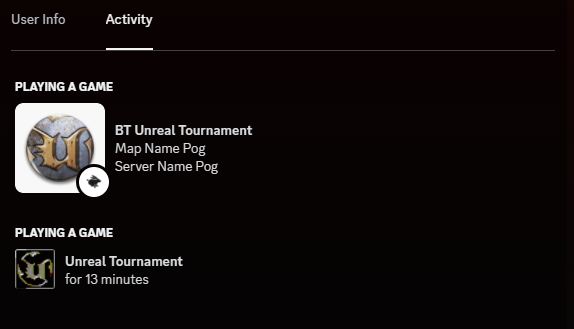 User Info
Activity
PLAYING A GAME
BT Unreal Tournament
Map Name Pog
Server Name Pog
PLAYING A GAME
Unreal Tournament
for 13 minutes